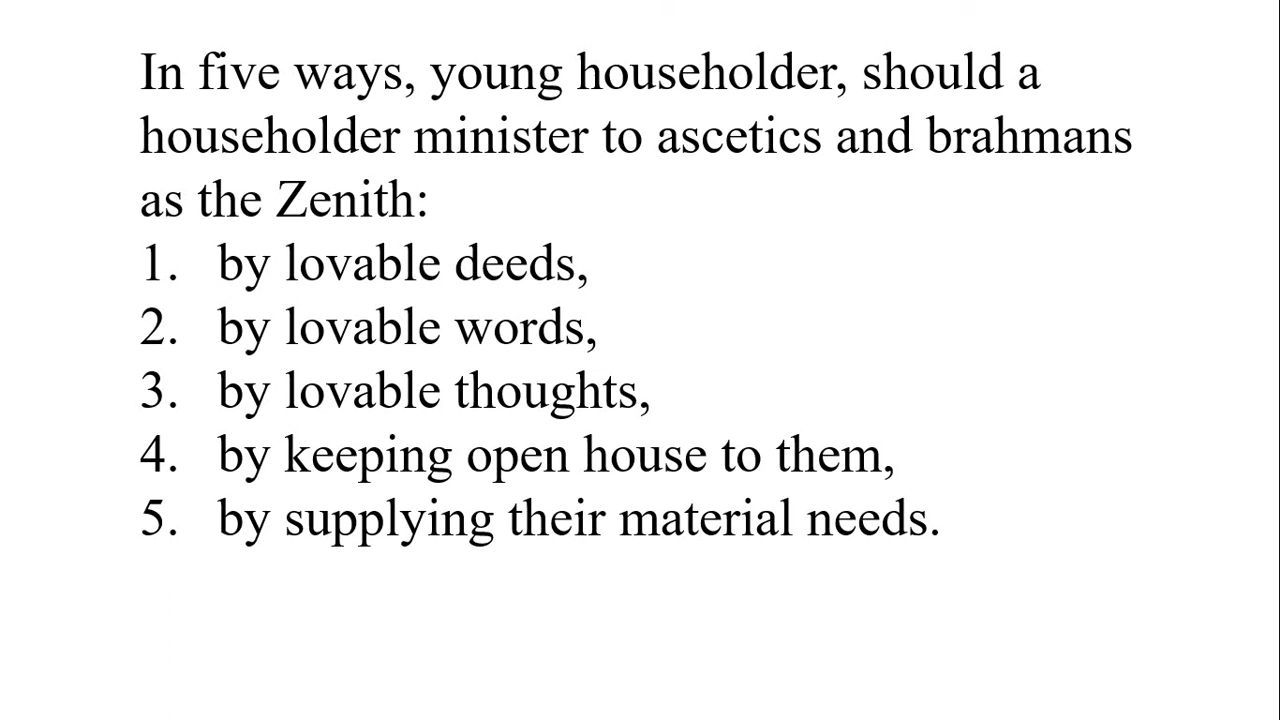 In five ways, young householder, should a
householder minister to ascetics and brahmans
as the Zenith:
1. by lovable deeds,
2. by lovable words,
3. by lovable thoughts,
4. by keeping open house to them,
5. by supplying their material needs.